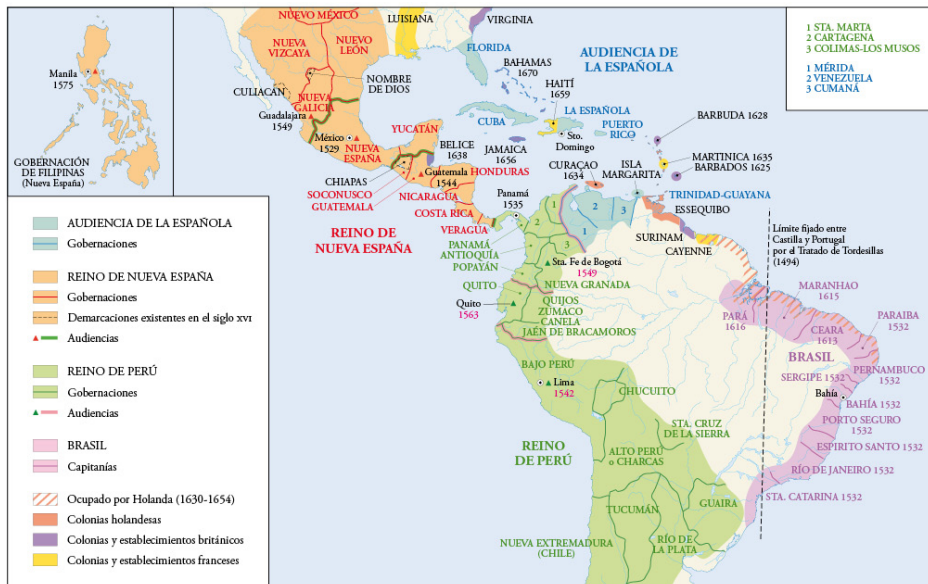 Manila
1575
GOBERNACIÓN
DE FILIPINAS
(Nueva España)
NUEVO MÉXICO
LUISIANA
VIRGINIA
NUEVA
VIZCAYA
NUEVO
LEÓN
FLORIDA
AUDIENCIA DE
LA ESPAÑOLA
BAHAMAS
1670
NOMBRE
DE DIOS
CULIACÁN
NUEVA
GALICIA
Guadalajara
1549
HAITÍ
1659
LA ESPAÑOLA
CUBA
PUERTO
RICO
Sto.
Domingo
BARBUDA 1628
México
1529
YUCATÁN
NUEVA
ESPAÑA
BELICE
1638
JAMAICA
1656
CHIAPAS
Guatemala
1544
HONDURAS
SOCONUSCO
GUATEMALA
NICARAGUA
COSTA RICA
VERAGUA
REINO DE
NUEVA ESPAÑA
CURAÇAO
1634
ISLA
MARGARITA
MARTINICA 1635
BARBADOS 1625
TRINIDAD-GUAYANA
ESSEQUIBO
SURINAM
CAYENNE
Panamá
1535
1
2
3
1
2
3
PANAMÁ
ANTIOQUÍA
POPAYÁN
Sta. Fe de Bogotá
1549
NUEVA GRANADA
QUITO
Quito
1563
QUIJOS
ZUMACO
CANELA
JAÉN DE BRACAMOROS
Límite fijado entre
Castilla y Portugal
por el Tratado de Tordesillas
(1494)
MARANHAO
1615
PARÁ
1616
CEARA
1613
PARAIBA
1532
BRASIL
PERNAMBUCO
1532
SERGIPE 1532
Bahía
BAHÍA 1532
PORTO SEGURO
1532
ESPIRITO SANTO 1532
RÍO DE JANEIRO 1532
STA. CATARINA 1532
BAJO PERÚ
Lima
1542
CHUCUITO
STA. CRUZ
DE LA SIERRA
REINO
DE PERÚ
ALTO PERÚ
o CHARCAS
TUCUMÁN
GUAIRA
NUEVA EXTREMADURA
(CHILE)
RÍO DE
LA PLATA
1 STA. MARTA
2 CARTAGENA
3 COLIMAS-LOS MUSOS
1 MÉRIDA
2 VENEZUELA
3 CUMANÁ
AUDIENCIA DE LA ESPAÑOLA
Gobernaciones
REINO DE NUEVA ESPAÑA
Gobernaciones
Demarcaciones existentes en el siglo XVI
Audiencias
REINO DE PERÚ
Gobernaciones
Audiencias
BRASIL
Capitanías
Ocupado por Holanda (1630-1654)
Colonias holandesas
Colonias y establecimientos británicos
Colonias y establecimientos franceses